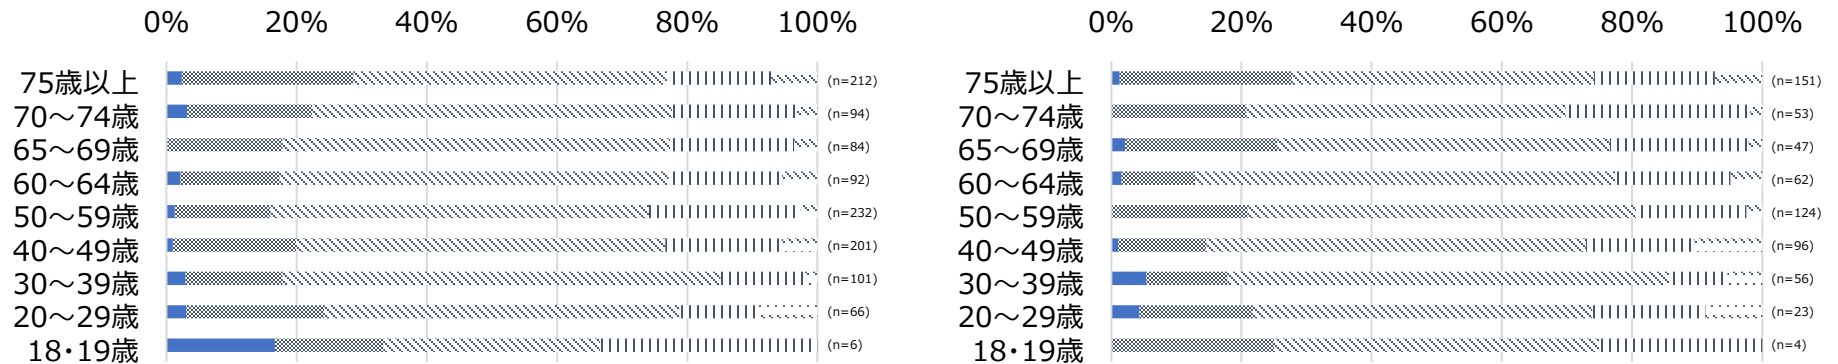 0% 20% 40% 60% 80% 100%
75歳以上 (n=212)
70～74歳 (n=94)
65～69歳 (n=84)
60～64歳 (n=92)
50～59歳 (n=232)
40～49歳 (n=201)
30～39歳 (n=101)
20～29歳 (n=66)
18･19歳 (n=6)
0% 20% 40% 60% 80% 100%
75歳以上 (n=151)
70～74歳 (n=53)
65～69歳 (n=47)
60～64歳 (n=62)
50～59歳 (n=124)
40～49歳 (n=96)
30～39歳 (n=56)
20～29歳 (n=23)
18･19歳 (n=4)